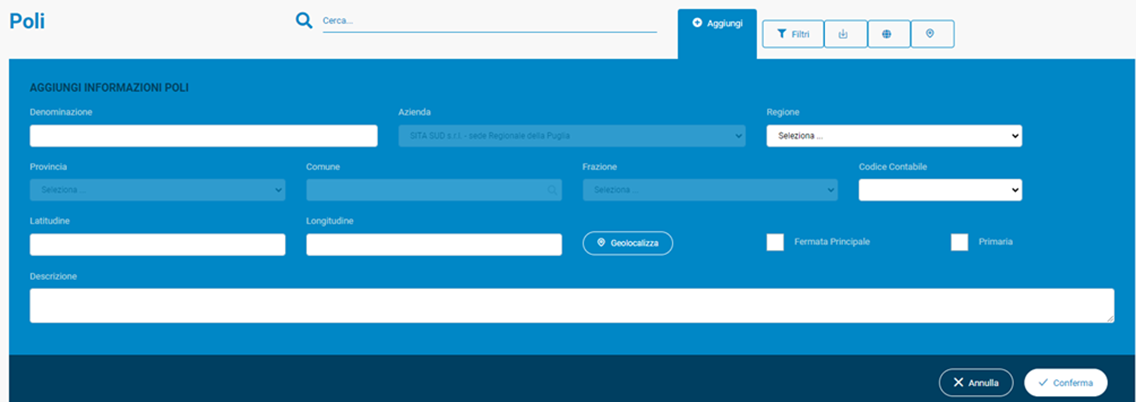 Poli
Cerca...
Aggiungi
Filtri
AGGIUNGI INFORMAZIONI POLI
Denominazione Azienda Regione
SITA SUD s.r.l. - sede Regionale della Puglia Seleziona ...
Provincia Comune Frazione Codice Contabile
Seleziona ... Seleziona ...
Latitudine Longitudine
Geolocalizza Fermata Principale Primaria
Descrizione
Annulla Conferma